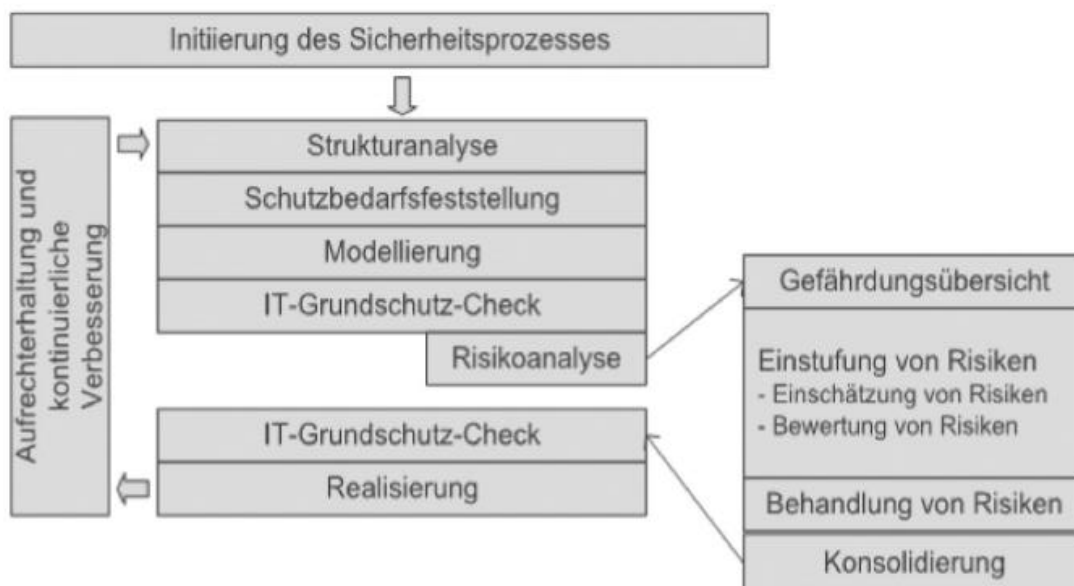 Initiierung des Sicherheitsprozesses
Aufrechterhaltung und
kontinuierliche
Verbesserung
Strukturanalyse
Schutzbedarfsfeststellung
Modellierung
IT-Grundschutz-Check
Risikoanalyse
Gefährdungsübersicht
Einstufung von Risiken
- Einschätzung von Risiken
- Bewertung von Risiken
Behandlung von Risiken
Konsolidierung
IT-Grundschutz-Check
Realisierung